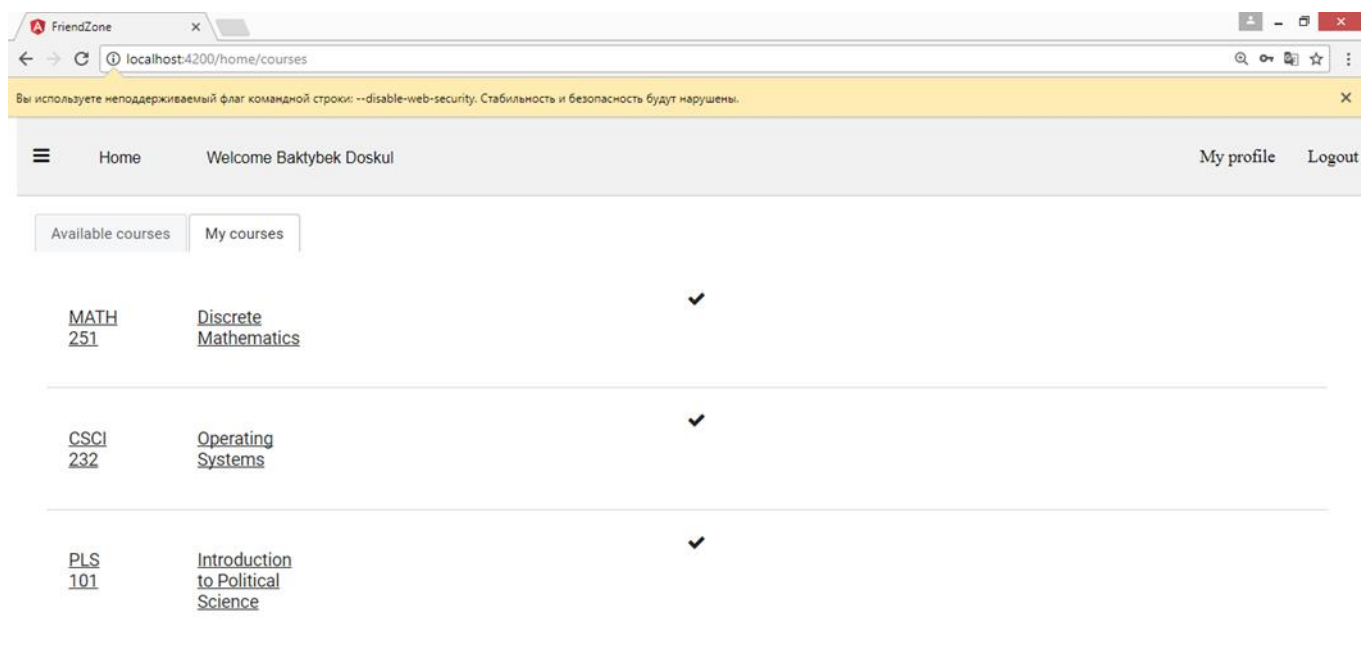 FriendZone
localhost:4200/home/courses
Вы используете неподдерживаемый флаг командной строки: --disable-web-security. Стабильность и безопасность будут нарушены.
Home Welcome Baktybek Doskul My profile Logout
Available courses My courses
MATH
251
Discrete
Mathematics
CSCI
232
Operating
Systems
PLS
101
Introduction
to Political
Science